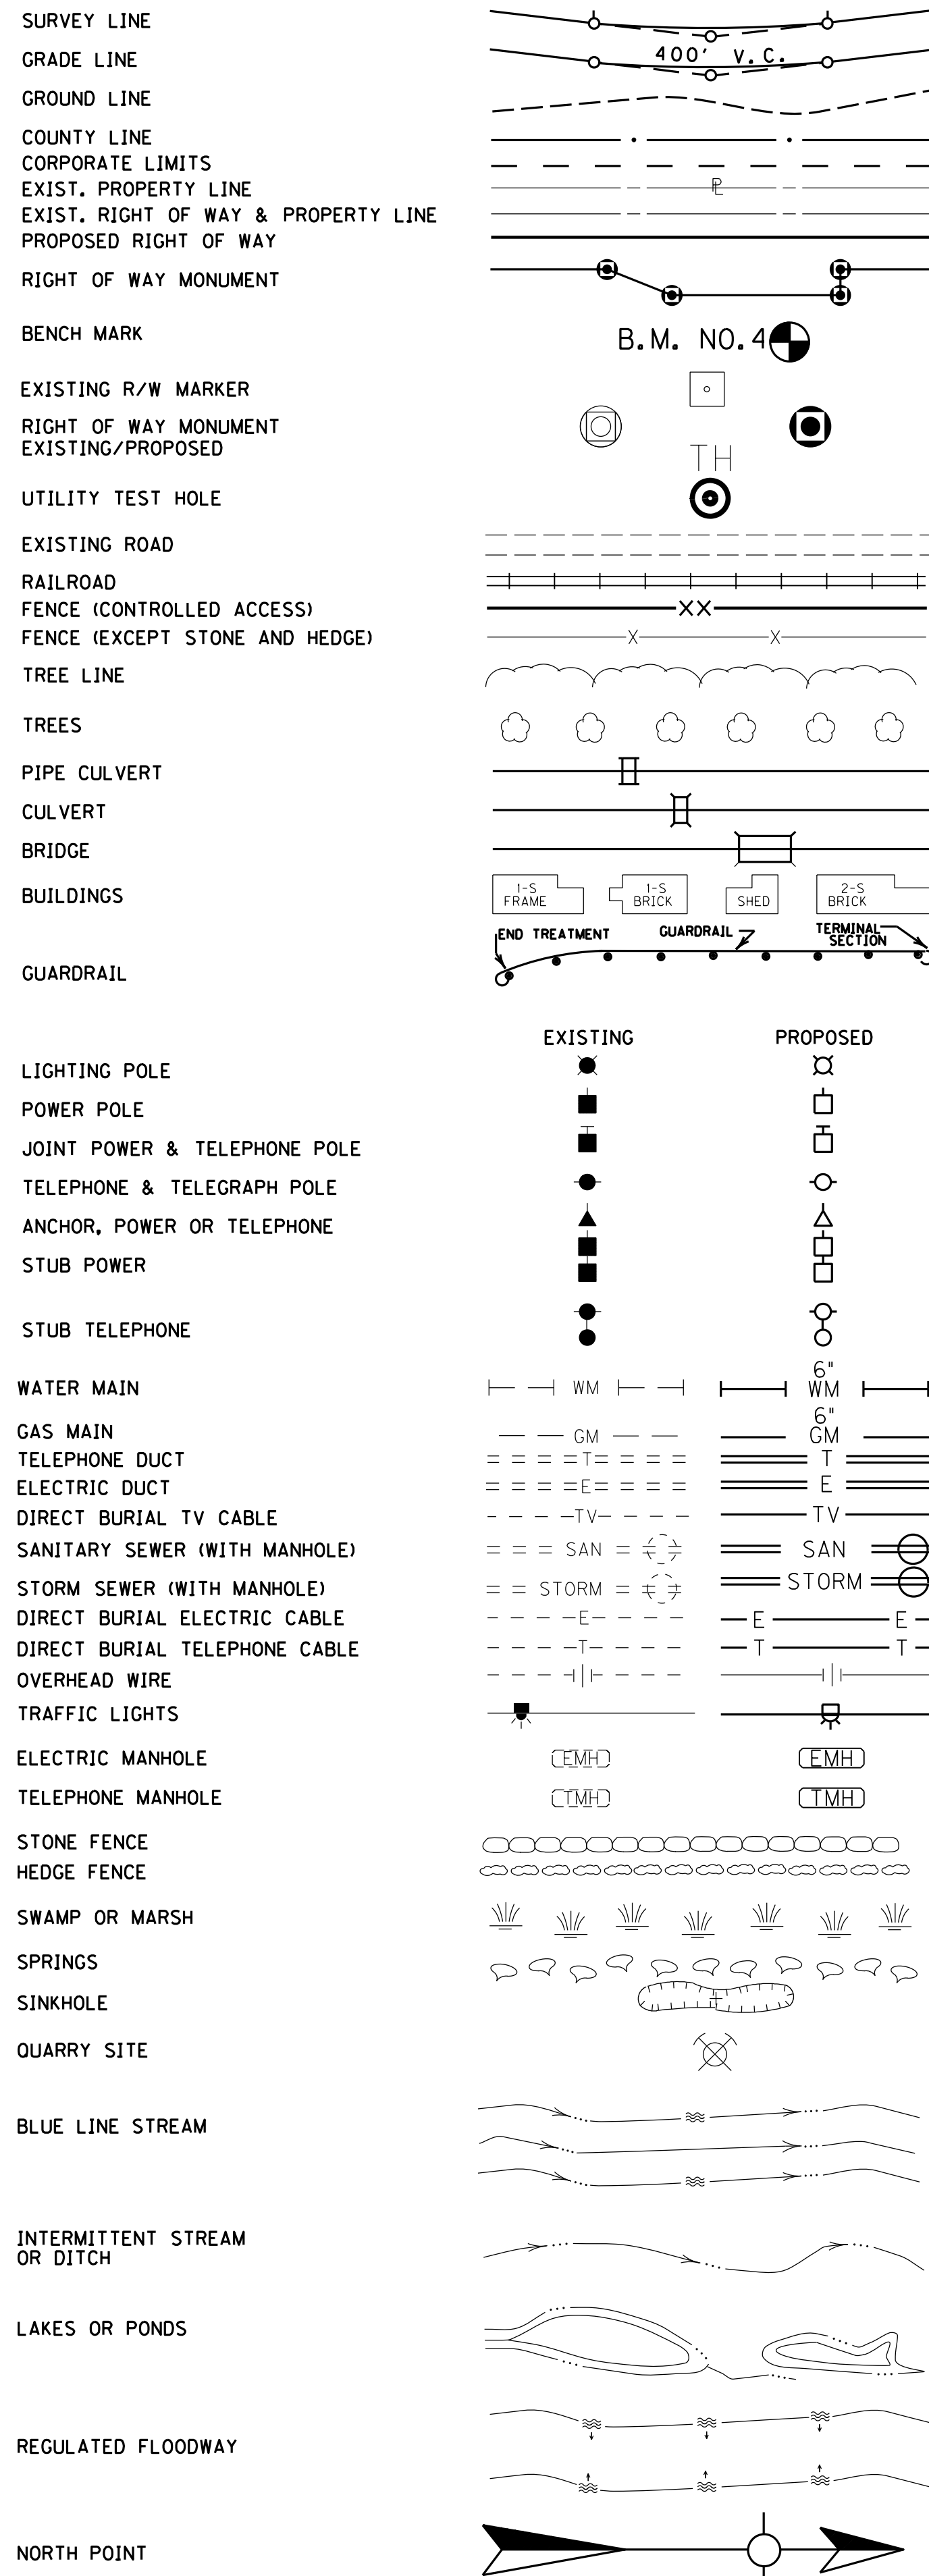 SURVEY LINE
GRADE LINE 400' V.C.
GROUND LINE
COUNTY LINE
CORPORATE LIMITS
EXIST. PROPERTY LINE PL
EXIST. RIGHT OF WAY & PROPERTY LINE
PROPOSED RIGHT OF WAY
RIGHT OF WAY MONUMENT
BENCH MARK B.M. NO. 4
EXISTING R/W MARKER
RIGHT OF WAY MONUMENT
EXISTING/PROPOSED
TH
UTILITY TEST HOLE
EXISTING ROAD
RAILROAD
FENCE (CONTROLLED ACCESS) XX
FENCE (EXCEPT STONE AND HEDGE) X X
TREE LINE
TREES
PIPE CULVERT
CULVERT
BRIDGE
BUILDINGS 1-S FRAME 1-S BRICK SHED 2-S BRICK
END TREATMENT GUARDRAIL TERMINAL SECTION
GUARDRAIL
EXISTING PROPOSED
LIGHTING POLE
POWER POLE
JOINT POWER & TELEPHONE POLE
TELEPHONE & TELEGRAPH POLE
ANCHOR, POWER OR TELEPHONE
STUB POWER
STUB TELEPHONE
6"
WATER MAIN WM WM
6"
GAS MAIN GM GM
TELEPHONE DUCT T T
ELECTRIC DUCT E E
DIRECT BURIAL TV CABLE TV TV
SANITARY SEWER (WITH MANHOLE) SAN SAN
STORM SEWER (WITH MANHOLE) STORM STORM
DIRECT BURIAL ELECTRIC CABLE E E E
DIRECT BURIAL TELEPHONE CABLE T T T
OVERHEAD WIRE
TRAFFIC LIGHTS
ELECTRIC MANHOLE EMH EMH
TELEPHONE MANHOLE TMH TMH
STONE FENCE
HEDGE FENCE
SWAMP OR MARSH
SPRINGS
SINKHOLE
QUARRY SITE
BLUE LINE STREAM
INTERMITTENT STREAM
OR DITCH
LAKES OR PONDS
REGULATED FLOODWAY
NORTH POINT